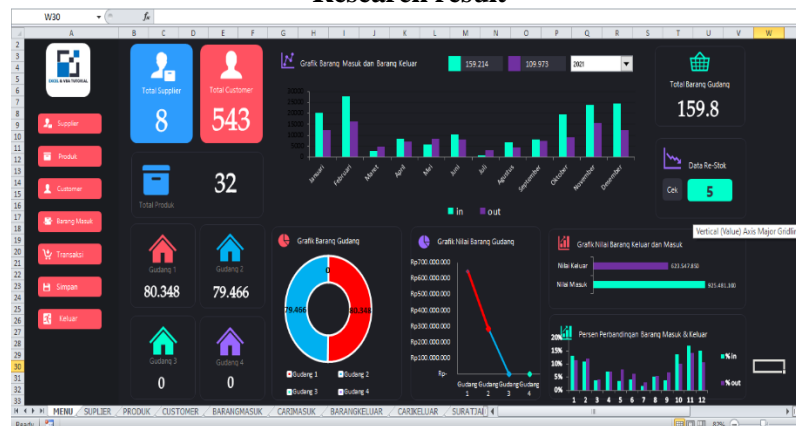 Research result
W30
fx
A B C D E F G H I J K L M N O P Q R S T U V W
EXCEL & VBA TUTORIAL
Supplier
Produk
Customer
Barang Masuk
Transaksi
Simpan
Keluar
Total Supplier
8
Total Customer
543
Total Produk
32
Gudang 1
80.348
Gudang 2
79.466
Gudang 3
0
Gudang 4
0
Grafik Barang Masuk dan Barang Keluar
159.214
109.973
2021
Januari Februari Maret April Mei Juni Juli Agustus September Oktober November Desember
in out
Total Barang Gudang
159.8
Data Re-Stok
Cek 5
Vertical (Value) Axis Major Gridlin
Grafik Barang Gudang
0
79.466 80.348
Gudang 1 Gudang 2
Gudang 3 Gudang 4
Grafik Nilai Barang Gudang
Rp700.000.000
Rp600.000.000
Rp500.000.000
Rp400.000.000
Rp300.000.000
Rp200.000.000
Rp100.000.000
Rp-
Gudang Gudang Gudang Gudang
1 2 3 4
Grafik Nilai Barang Keluar dan Masuk
Nilai Keluar
Nilai Masuk
Persen Perbandingan Barang Masuk & Keluar
20%
15%
10%
5%
0%
1 2 3 4 5 6 7 8 9 10 11 12
% in
% out
MENU SUPLIER PRODUK CUSTOMER BARANGMASUK CARIMASUK BARANGKELUAR CARIKELUAR SURATJAL
Ready
82%